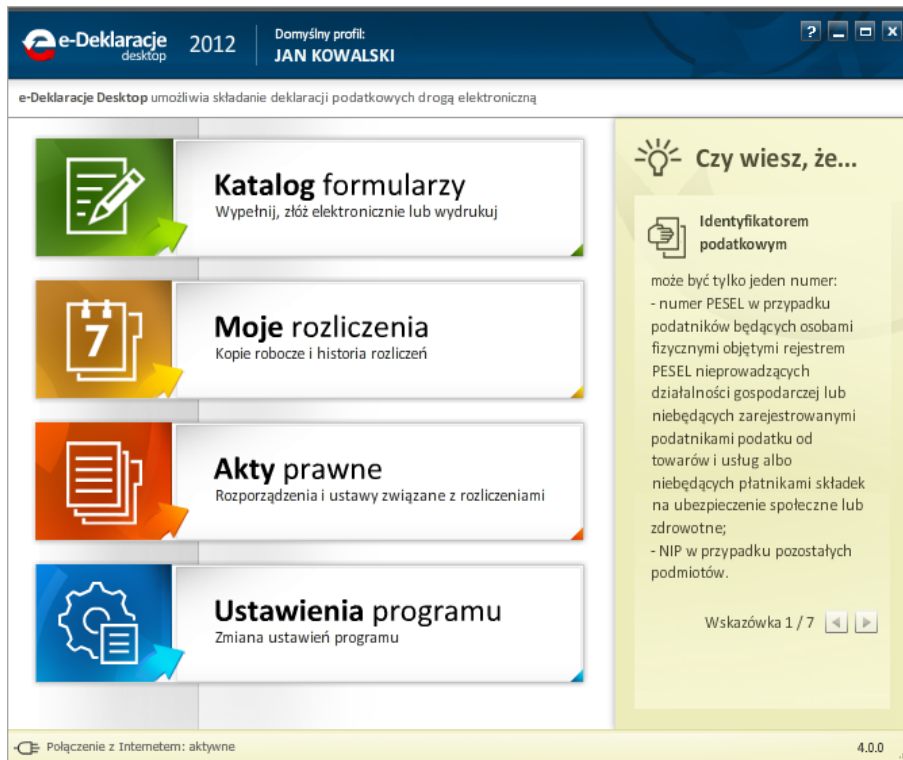 e-Deklaracje
desktop
2012
Domyślny profil:
JAN KOWALSKI
?
e-Deklaracje Desktop umożliwia składanie deklaracji podatkowych drogą elektroniczną
Katalog formularzy
Wypełnij, złóż elektronicznie lub wydrukuj
7
Moje rozliczenia
Kopie robocze i historia rozliczeń
Akty prawne
Rozporządzenia i ustawy związane z rozliczeniami
Ustawienia programu
Zmiana ustawień programu
Czy wiesz, że...
Identyfikatorem
podatkowym
może być tylko jeden numer:
- numer PESEL w przypadku
podatników będących osobami
fizycznymi objętymi rejestrem
PESEL nieprowadzących
działalności gospodarczej lub
niebędących zarejestrowanymi
podatnikami podatku od
towarów i usług albo
niebędących płatnikami składek
na ubezpieczenie społeczne lub
zdrowotne;
- NIP w przypadku pozostałych
podmiotów.
Wskazówka 1 / 7
Połączenie z Internetem: aktywne
4.0.0